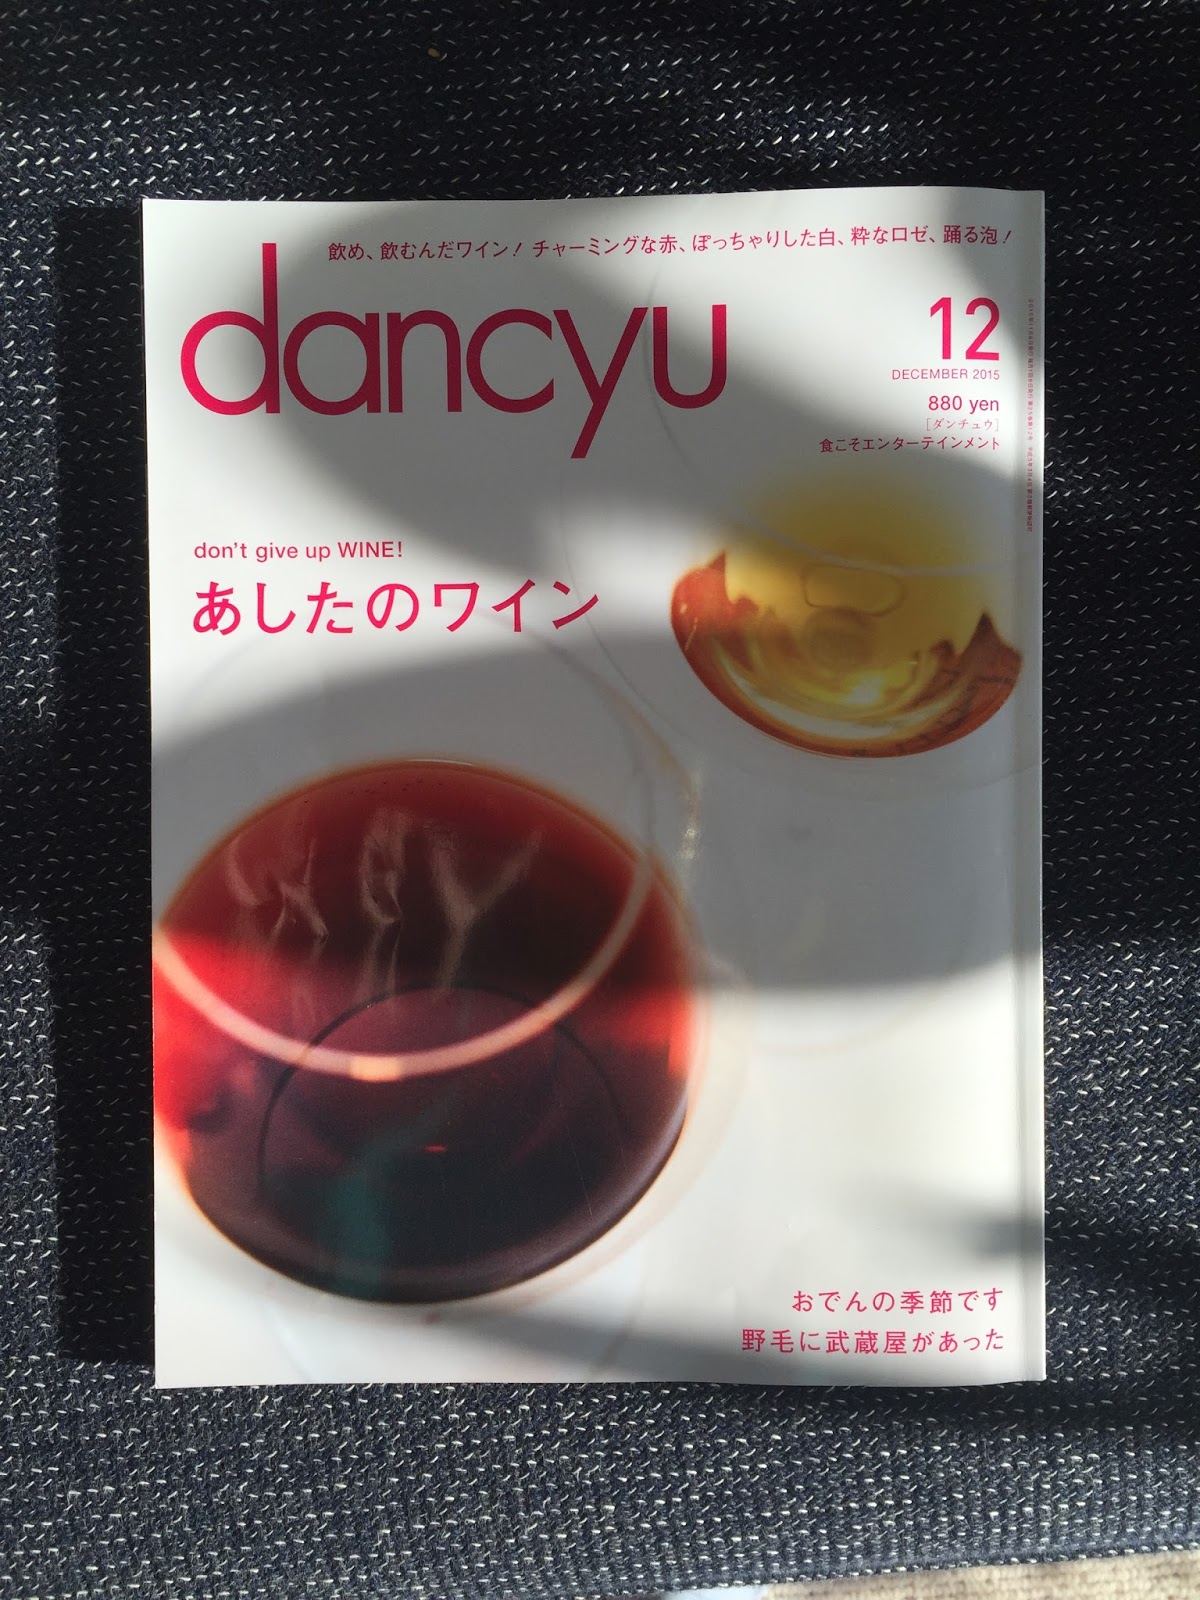 飲め、飲むんだワイン！ チャーミングな赤、ぽっちゃりした白、粋なロゼ、踊る泡！
dancyu
12
DECEMBER 2015
880 yen
[ダンチュウ]
食こそエンターテインメント
don't give up WINE!
あしたのワイン
おでんの季節です
野毛に武蔵屋があった